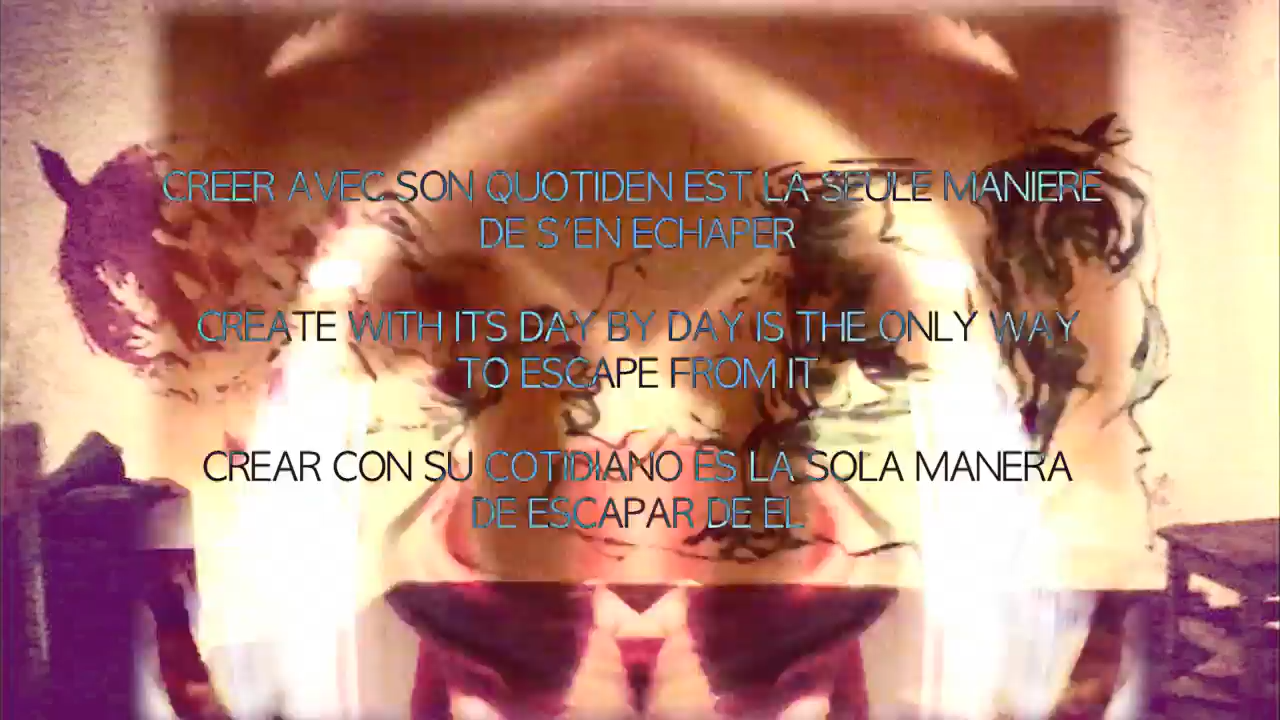 CREER AVEC SON QUOTIDEN EST LA SEULE MANIERE
DE S'EN ECHAPER
CREATE WITH ITS DAY BY DAY IS THE ONLY WAY
TO ESCAPE FROM IT
CREAR CON SU COTIDIANO ES LA SOLA MANERA
DE ESCAPAR DE EL